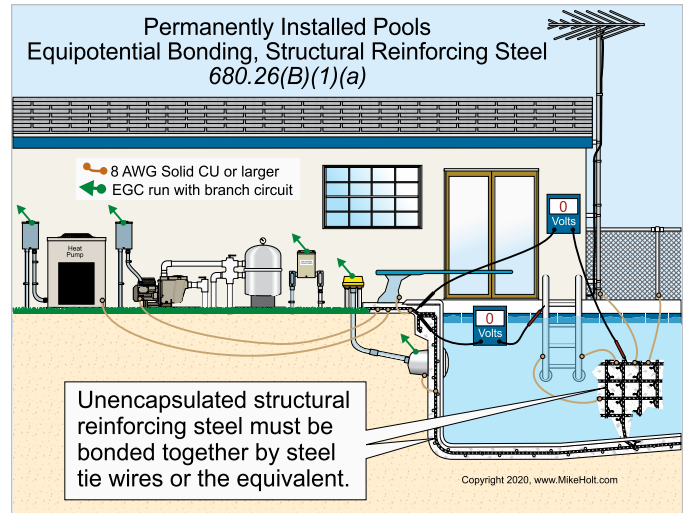 Permanently Installed Pools
Equipotential Bonding, Structural Reinforcing Steel
680.26(B)(1)(a)
8 AWG Solid CU or larger
EGC run with branch circuit
Heat
Pump
0
Volts
0
Volts
Unencapsulated structural
reinforcing steel must be
bonded together by steel
tie wires or the equivalent.
Copyright 2020, www.MikeHolt.com